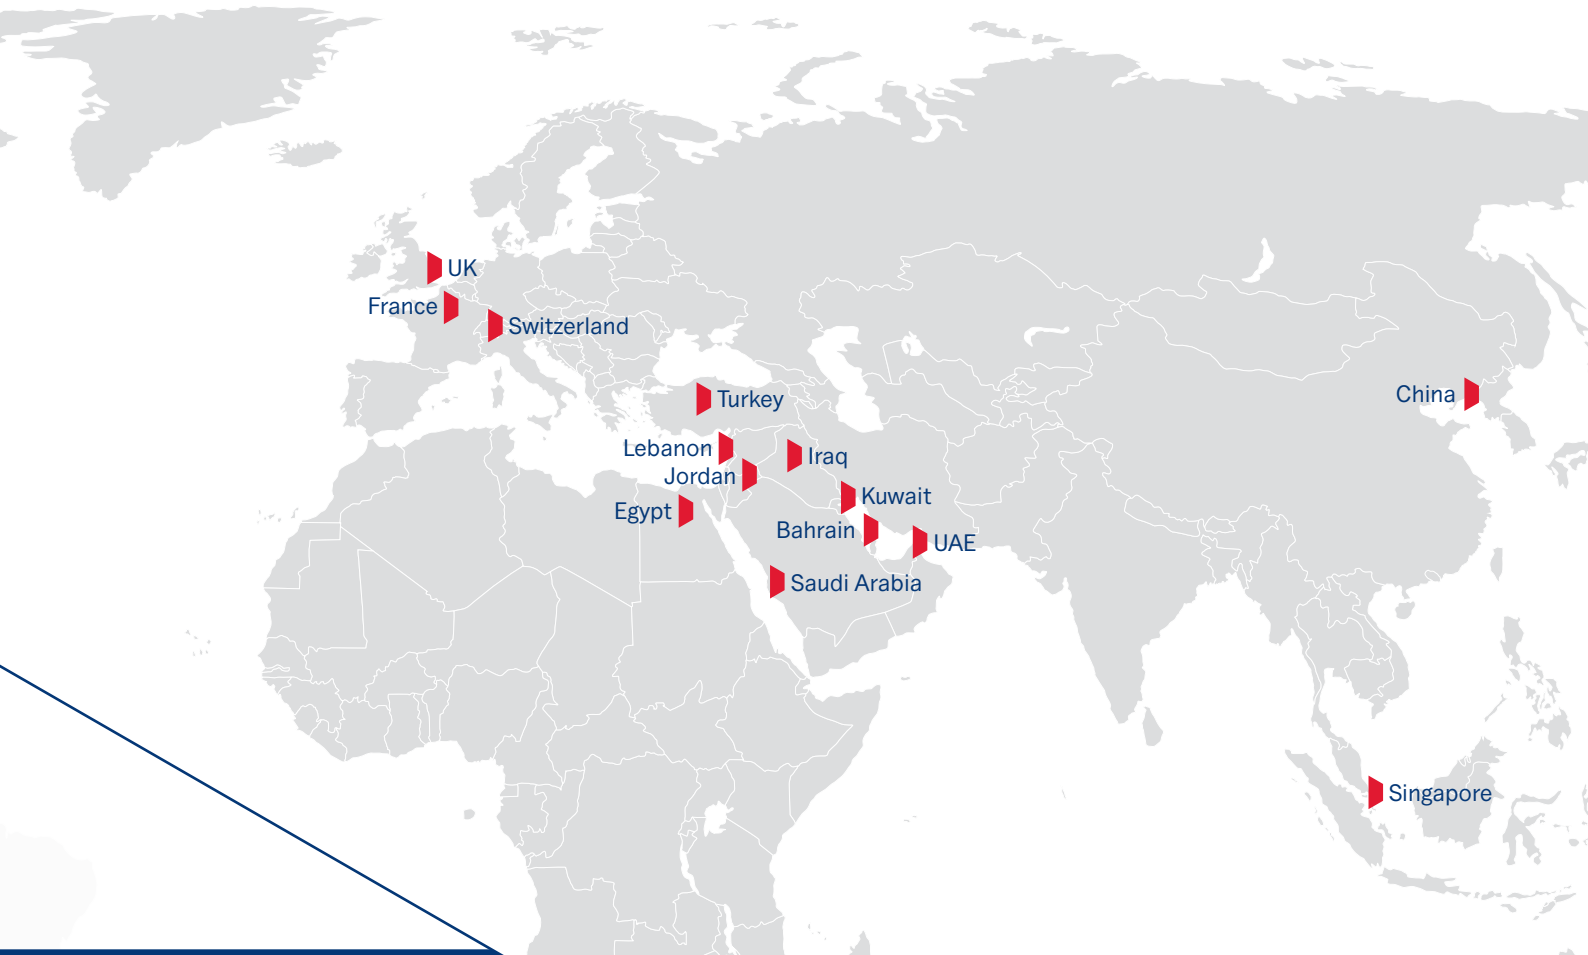 UK
France
Switzerland
China
Turkey
Lebanon
Iraq
Jordan
Kuwait
Egypt
Bahrain
UAE
Saudi Arabia
Singapore